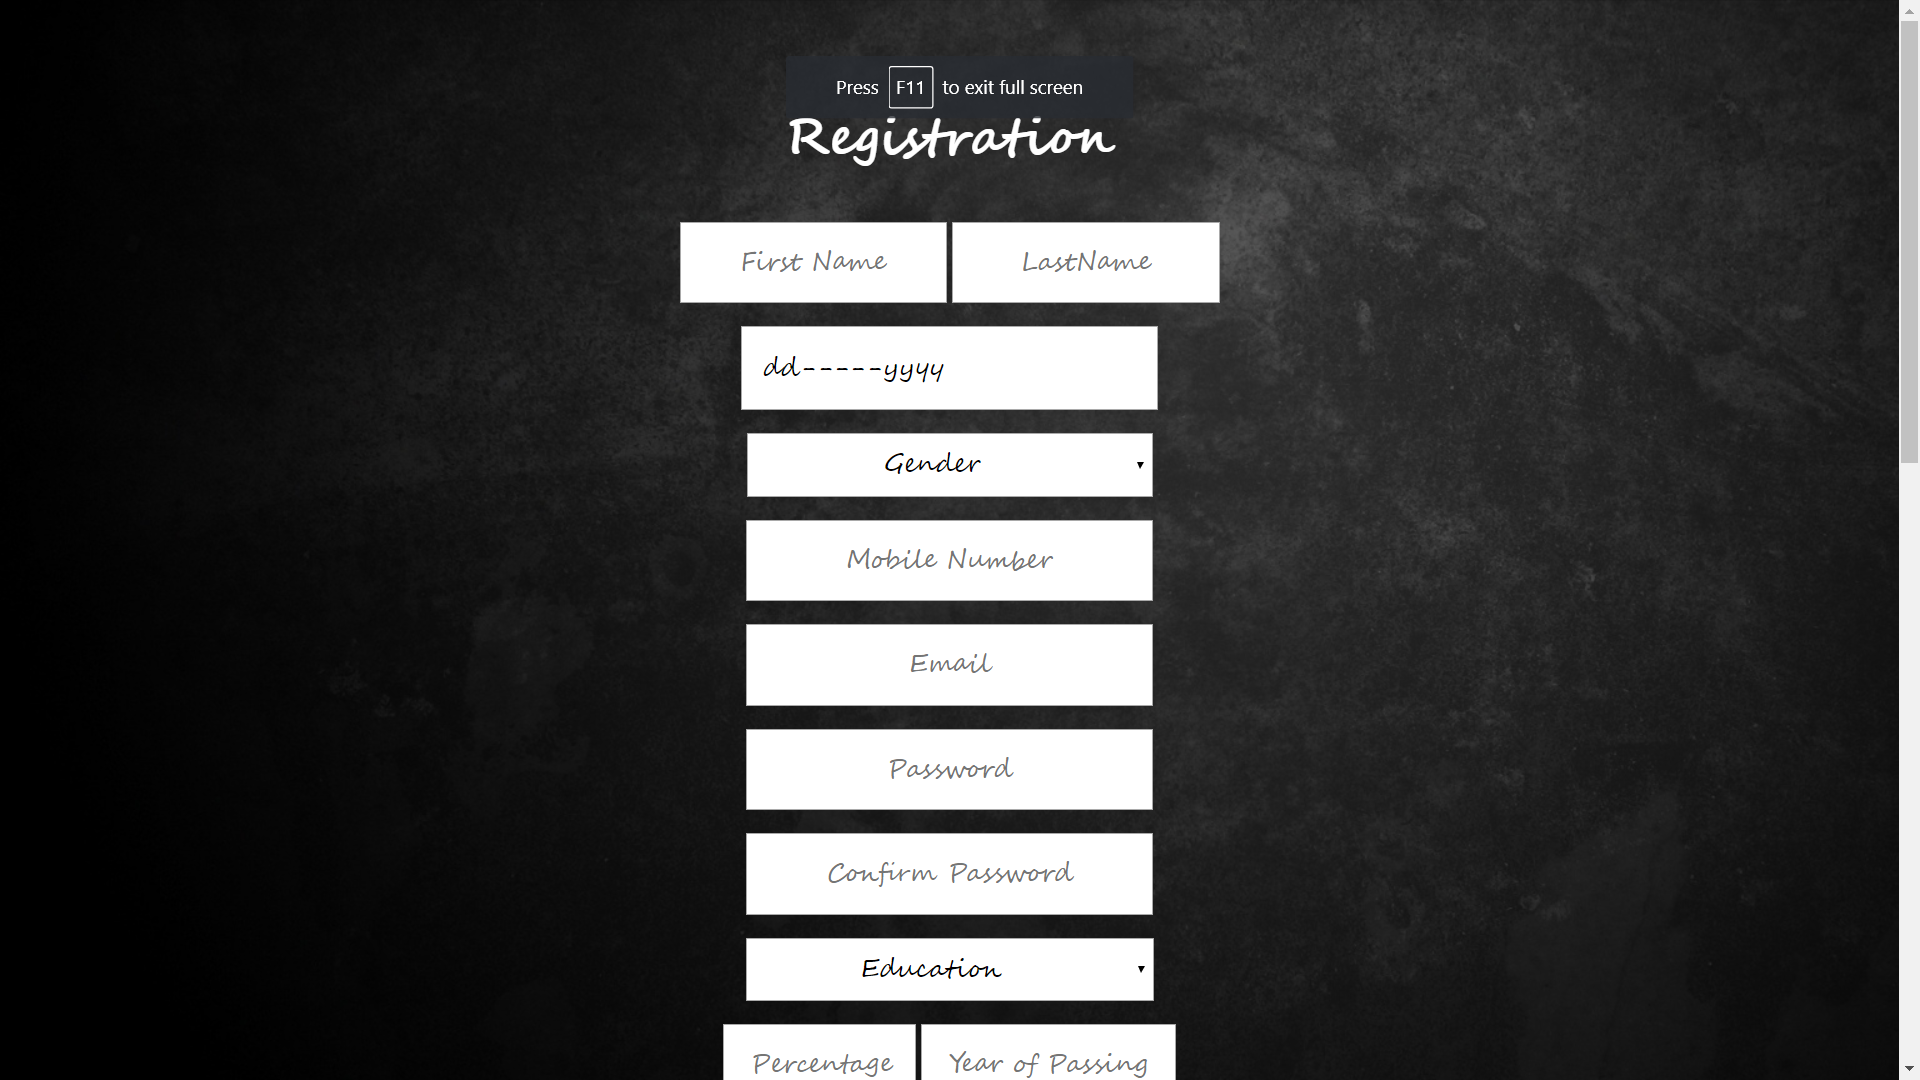 Press F11 to exit full screen
Registration
First Name LastName
dd-----yyyy
Gender
Mobile Number
Email
Password
Confirm Password
Education
Percentage Year of Passing